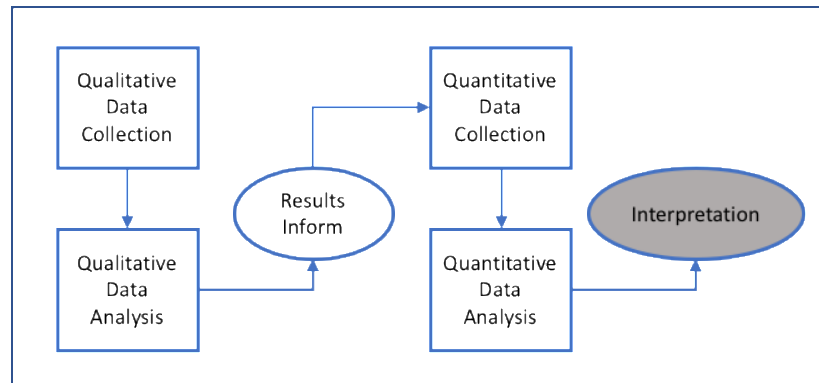 Qualitative
Data
Collection
Qualitative
Data
Analysis
Results
Inform
Quantitative
Data
Collection
Quantitative
Data
Analysis
Interpretation